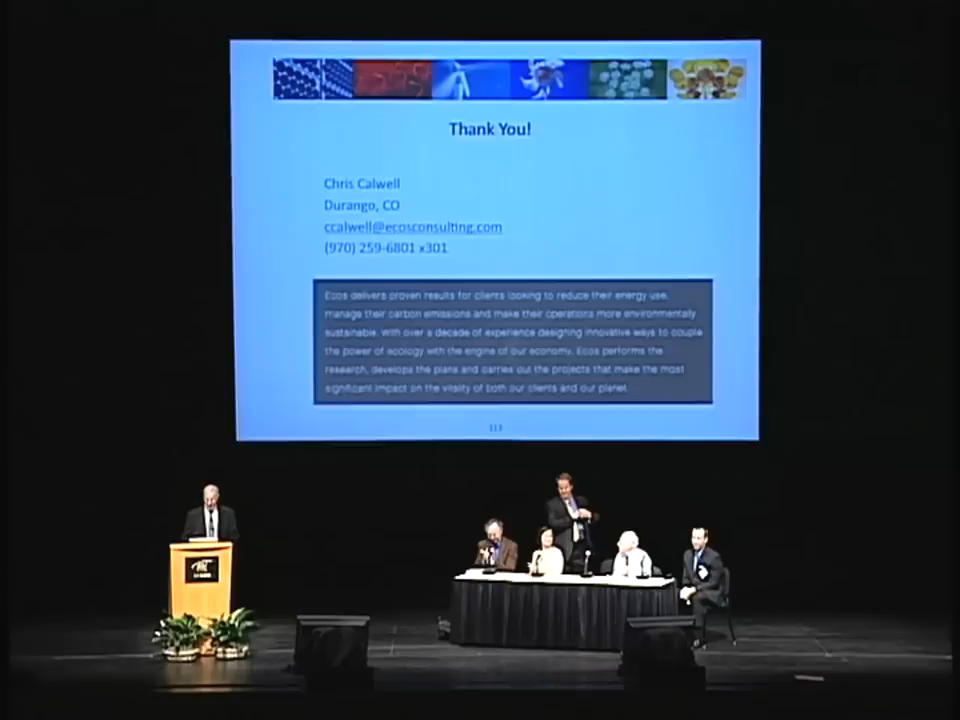 Thank You!
Chris Calwell
Durango, CO
ccalwell@ecosconsulting.com
(970) 259-6801 x301
Ecos delivers proven results for clients looking to reduce their energy use,
manage their carbon emissions and make their operations more environmentally
sustainable. With over a decade of experience designing innovative ways to couple
the power of ecology with the engine of our economy, Ecos performs the
research, develops the plans and carries out the projects that make the most
significant impact on the vitality of both our clients and our planet.
113